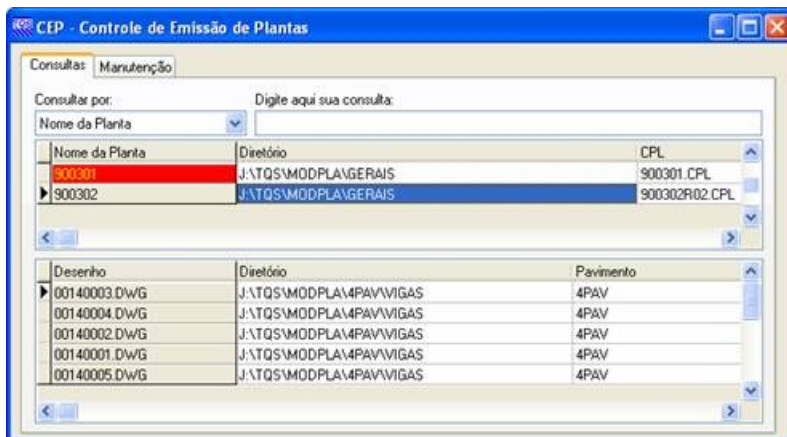 CEP - Controle de Emissão de Plantas
Consultas Manutenção
Consultar por: Digite aqui sua consulta:
Nome da Planta
Nome da Planta Diretório CPL
900301 J:\TQS\MODPLA\GERAIS 900301.CPL
900302 J:\TQS\MODPLA\GERAIS 900302R02.CPL
Desenho Diretório Pavimento
00140003.DWG J:\TQS\MODPLA\4PAV\VIGAS 4PAV
00140004.DWG J:\TQS\MODPLA\4PAV\VIGAS 4PAV
00140002.DWG J:\TQS\MODPLA\4PAV\VIGAS 4PAV
00140001.DWG J:\TQS\MODPLA\4PAV\VIGAS 4PAV
00140005.DWG J:\TQS\MODPLA\4PAV\VIGAS 4PAV